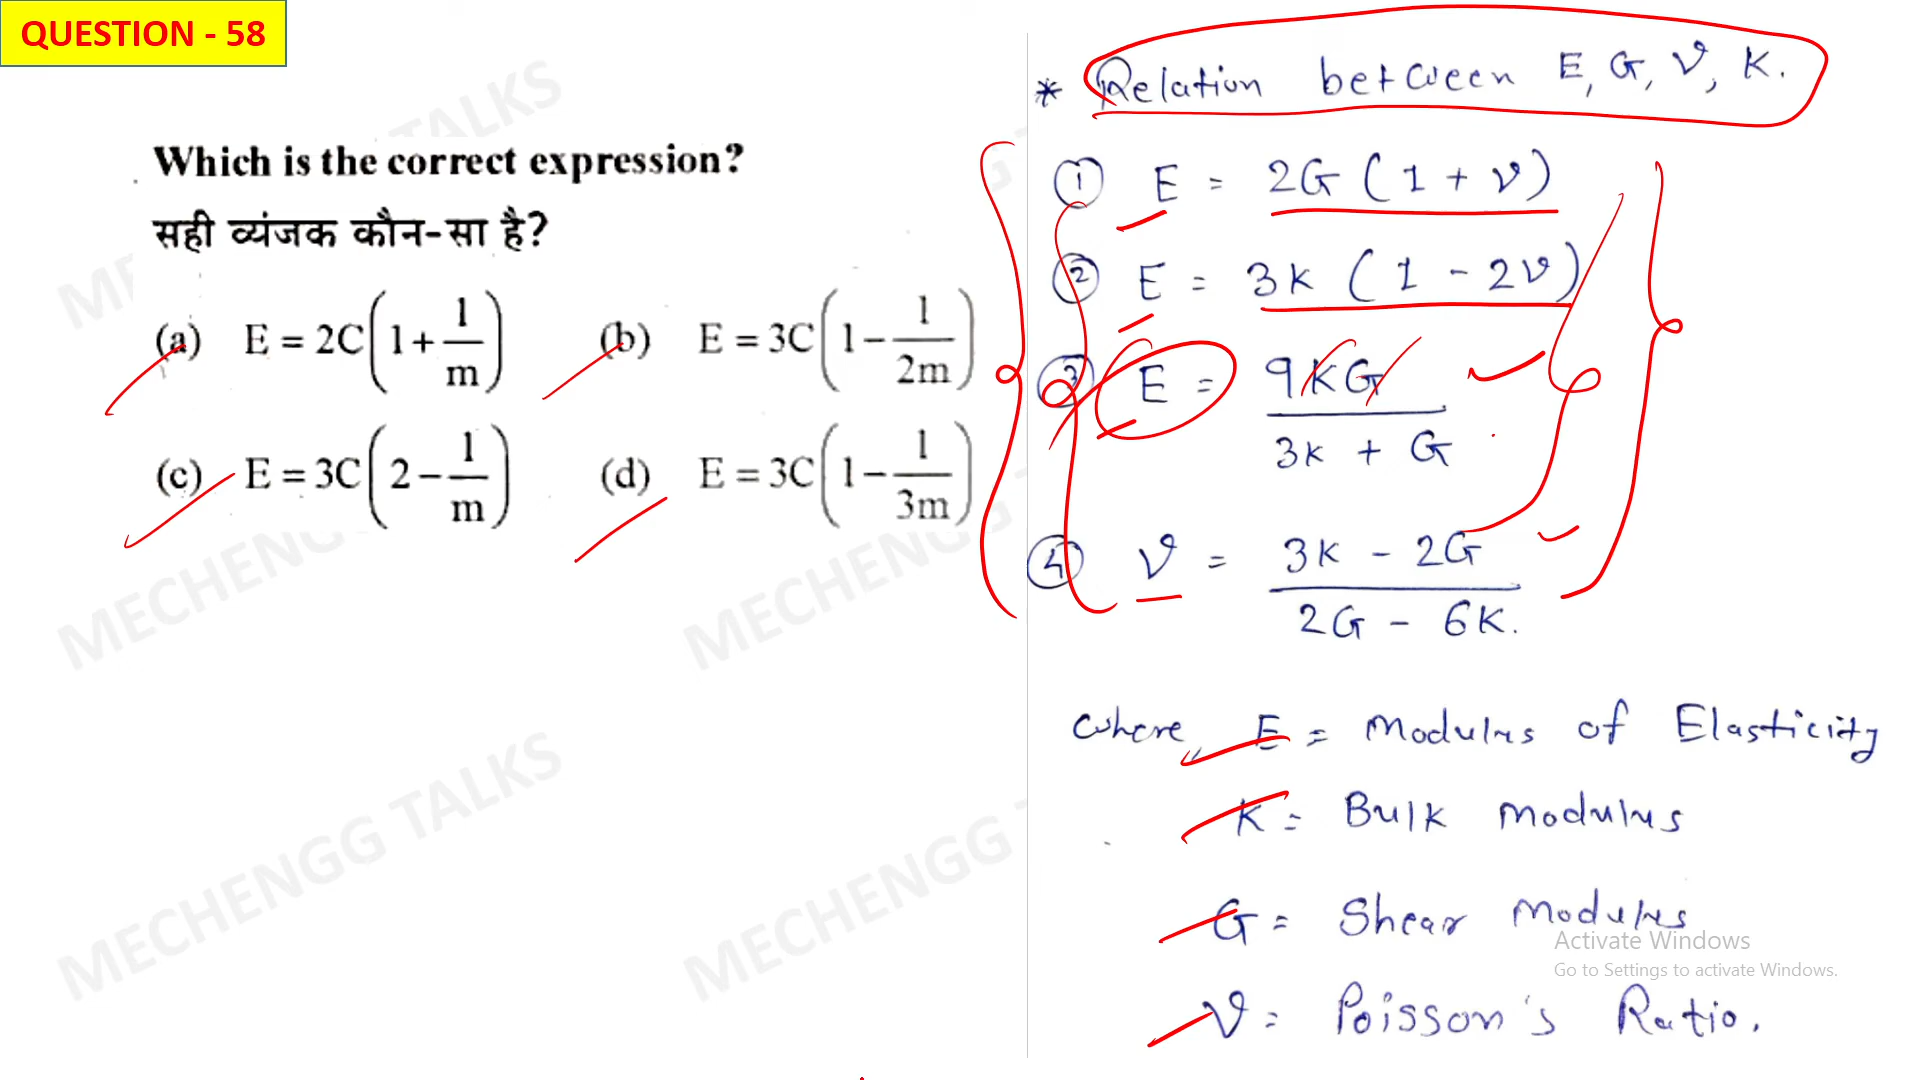 QUESTION - 58
Which is the correct expression?
सही व्यंजक कौन-सा है?
(a) E = 2C(1+1/m) (b) E = 3C(1-1/2m)
(c) E = 3C(2-1/m) (d) E = 3C(1-1/3m)
* Relation between E, G, ν, K.
① E = 2G (1 + ν)
② E = 3K (1 - 2ν)
③ E = 9KG / 3K + G
④ ν = 3K - 2G / 2G - 6K.
where, E = Modulus of Elasticity
K = Bulk Modulus
G = Shear Modulus
ν = Poisson's Ratio.
Activate Windows
Go to Settings to activate Windows.
MECHENGG TALKS
MECHENGG TALKS
MECHENGG
MECHENGG